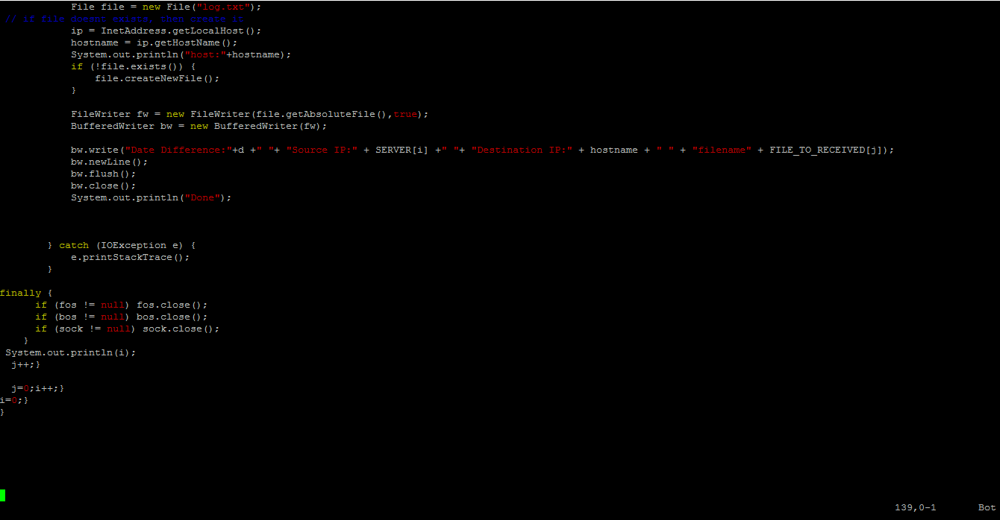 File file = new File("log.txt");
// if file doesnt exists, then create it
ip = InetAddress.getLocalHost();
hostname = ip.getHostName();
System.out.println("host:"+hostname);
if (!file.exists()) {
file.createNewFile();
}
FileWriter fw = new FileWriter(file.getAbsoluteFile(),true);
BufferedWriter bw = new BufferedWriter(fw);
bw.write("Date Difference:"+d +" "+ "Source IP:" + SERVER[i] +" "+ "Destination IP:" + hostname + " " + "filename" + FILE_TO_RECEIVED[j]);
bw.newLine();
bw.flush();
bw.close();
System.out.println("Done");
} catch (IOException e) {
e.printStackTrace();
}
finally {
if (fos != null) fos.close();
if (bos != null) bos.close();
if (sock != null) sock.close();
}
System.out.println(i);
j++;}
j=0;i++;}
i=0;}
}
139,0-1 Bot